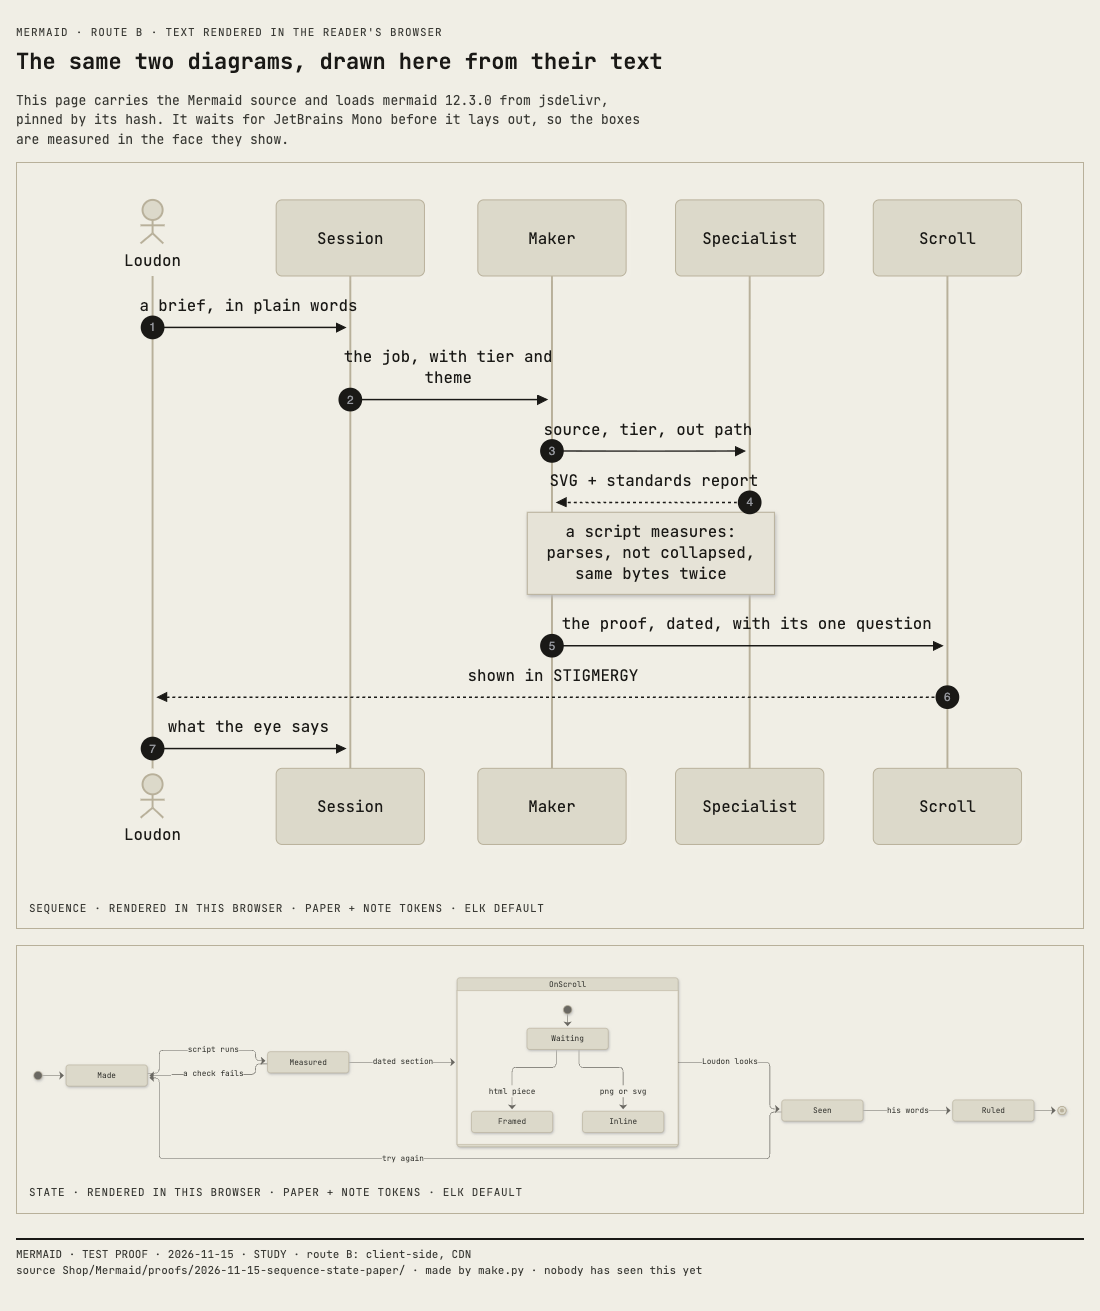 MERMAID · ROUTE B · TEXT RENDERED IN THE READER'S BROWSER
The same two diagrams, drawn here from their text
This page carries the Mermaid source and loads mermaid 12.3.0 from jsdelivr,
pinned by its hash. It waits for JetBrains Mono before it lays out, so the boxes
are measured in the face they show.
Loudon
Session
Maker
Specialist
Scroll
a brief, in plain words
1
the job, with tier and
theme
2
source, tier, out path
3
SVG + standards report
4
a script measures:
parses, not collapsed,
same bytes twice
the proof, dated, with its one question
5
shown in STIGMERGY
6
what the eye says
7
Loudon
Session
Maker
Specialist
Scroll
SEQUENCE · RENDERED IN THIS BROWSER · PAPER + NOTE TOKENS · ELK DEFAULT
OnScroll
Waiting
script runs
Made
a check fails
Measured
dated section
html piece
png or svg
Framed
Inline
Loudon looks
Seen
his words
Ruled
try again
STATE · RENDERED IN THIS BROWSER · PAPER + NOTE TOKENS · ELK DEFAULT
MERMAID · TEST PROOF · 2026-11-15 · STUDY · route B: client-side, CDN
source Shop/Mermaid/proofs/2026-11-15-sequence-state-paper/ · made by make.py · nobody has seen this yet